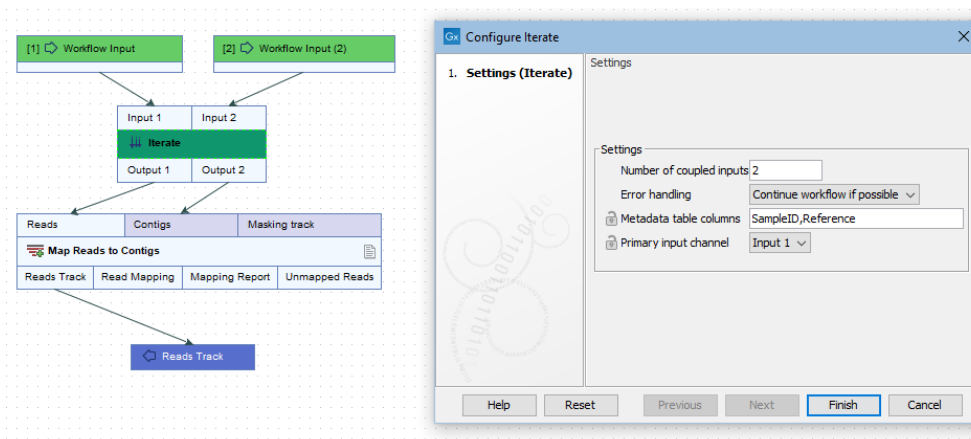 [1] Workflow Input
[2] Workflow Input (2)
Input 1
Input 2
Iterate
Output 1
Output 2
Reads
Contigs
Masking track
Map Reads to Contigs
Reads Track
Read Mapping
Mapping Report
Unmapped Reads
Reads Track
Gx Configure Iterate
1. Settings (Iterate)
Settings
Settings
Number of coupled inputs 2
Error handling Continue workflow if possible
Metadata table columns SampleID,Reference
Primary input channel Input 1
Help
Reset
Previous
Next
Finish
Cancel